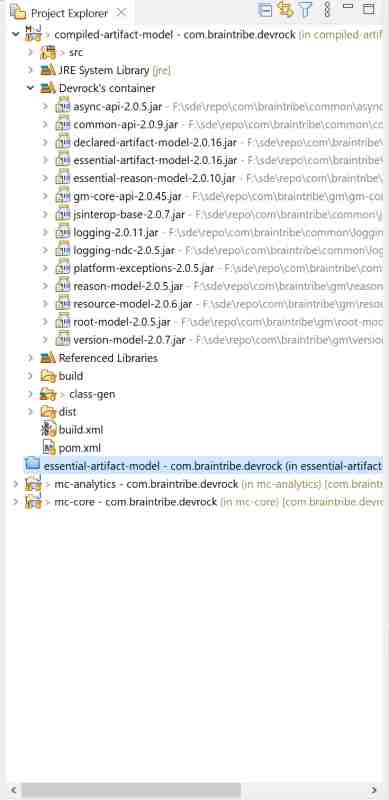 Project Explorer
> compiled-artifact-model - com.braintribe.devrock (in compiled-artif
> src
JRE System Library [jre]
Devrock's container
async-api-2.0.5.jar - F:\sde\repo\com\braintribe\common\async
common-api-2.0.9.jar - F:\sde\repo\com\braintribe\common\co
declared-artifact-model-2.0.16.jar - F:\sde\repo\com\braintribe\
essential-artifact-model-2.0.16.jar - F:\sde\repo\com\braintribe\
essential-reason-model-2.0.10.jar - F:\sde\repo\com\braintribe\
gm-core-api-2.0.45.jar - F:\sde\repo\com\braintribe\gm\gm-co
jsinterop-base-2.0.7.jar - F:\sde\repo\com\braintribe\common\j
logging-2.0.11.jar - F:\sde\repo\com\braintribe\common\loggin
logging-ndc-2.0.5.jar - F:\sde\repo\com\braintribe\common\log
platform-exceptions-2.0.5.jar - F:\sde\repo\com\braintribe\com
reason-model-2.0.5.jar - F:\sde\repo\com\braintribe\gm\reason
resource-model-2.0.6.jar - F:\sde\repo\com\braintribe\gm\resou
root-model-2.0.5.jar - F:\sde\repo\com\braintribe\gm\root-mod
version-model-2.0.7.jar - F:\sde\repo\com\braintribe\gm\version
Referenced Libraries
build
> class-gen
dist
build.xml
pom.xml
essential-artifact-model - com.braintribe.devrock (in essential-artifact
> mc-analytics - com.braintribe.devrock (in mc-analytics) [com.braint
> mc-core - com.braintribe.devrock (in mc-core) [com.braintribe.devro